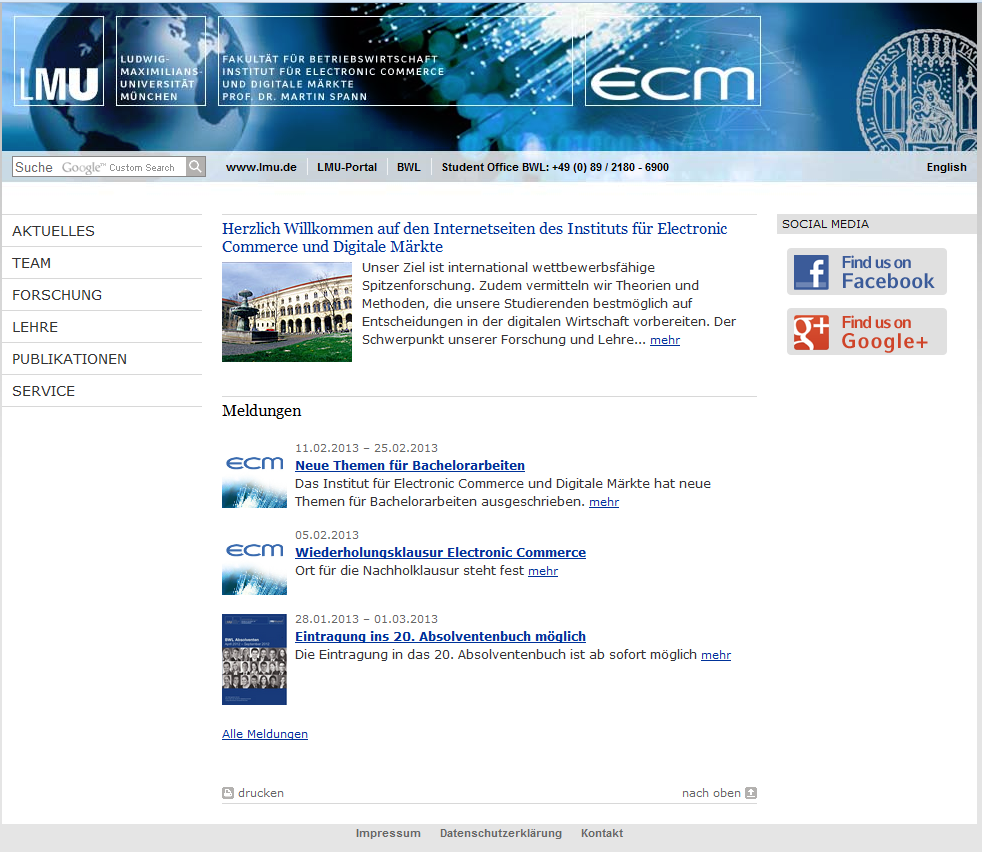 LMU
LUDWIG-
MAXIMILIANS-
UNIVERSITÄT
MÜNCHEN
FAKULTÄT FÜR BETRIEBSWIRTSCHAFT
INSTITUT FÜR ELECTRONIC COMMERCE
UND DIGITALE MÄRKTE
PROF. DR. MARTIN SPANN
ecm
Suche Google™ Custom Search
www.lmu.de LMU-Portal BWL Student Office BWL: +49 (0) 89 / 2180 - 6900 English
AKTUELLES
TEAM
FORSCHUNG
LEHRE
PUBLIKATIONEN
SERVICE
Herzlich Willkommen auf den Internetseiten des Instituts für Electronic
Commerce und Digitale Märkte
Unser Ziel ist international wettbewerbsfähige
Spitzenforschung. Zudem vermitteln wir Theorien und
Methoden, die unsere Studierenden bestmöglich auf
Entscheidungen in der digitalen Wirtschaft vorbereiten. Der
Schwerpunkt unserer Forschung und Lehre... mehr
Meldungen
ecm
11.02.2013 – 25.02.2013
Neue Themen für Bachelorarbeiten
Das Institut für Electronic Commerce und Digitale Märkte hat neue
Themen für Bachelorarbeiten ausgeschrieben. mehr
ecm
05.02.2013
Wiederholungsklausur Electronic Commerce
Ort für die Nachholklausur steht fest mehr
BWL Absolventen
28.01.2013 – 01.03.2013
Eintragung ins 20. Absolventenbuch möglich
Die Eintragung in das 20. Absolventenbuch ist ab sofort möglich mehr
Alle Meldungen
drucken nach oben
SOCIAL MEDIA
f
Find us on
Facebook
g+
Find us on
Google+
Impressum Datenschutzerklärung Kontakt